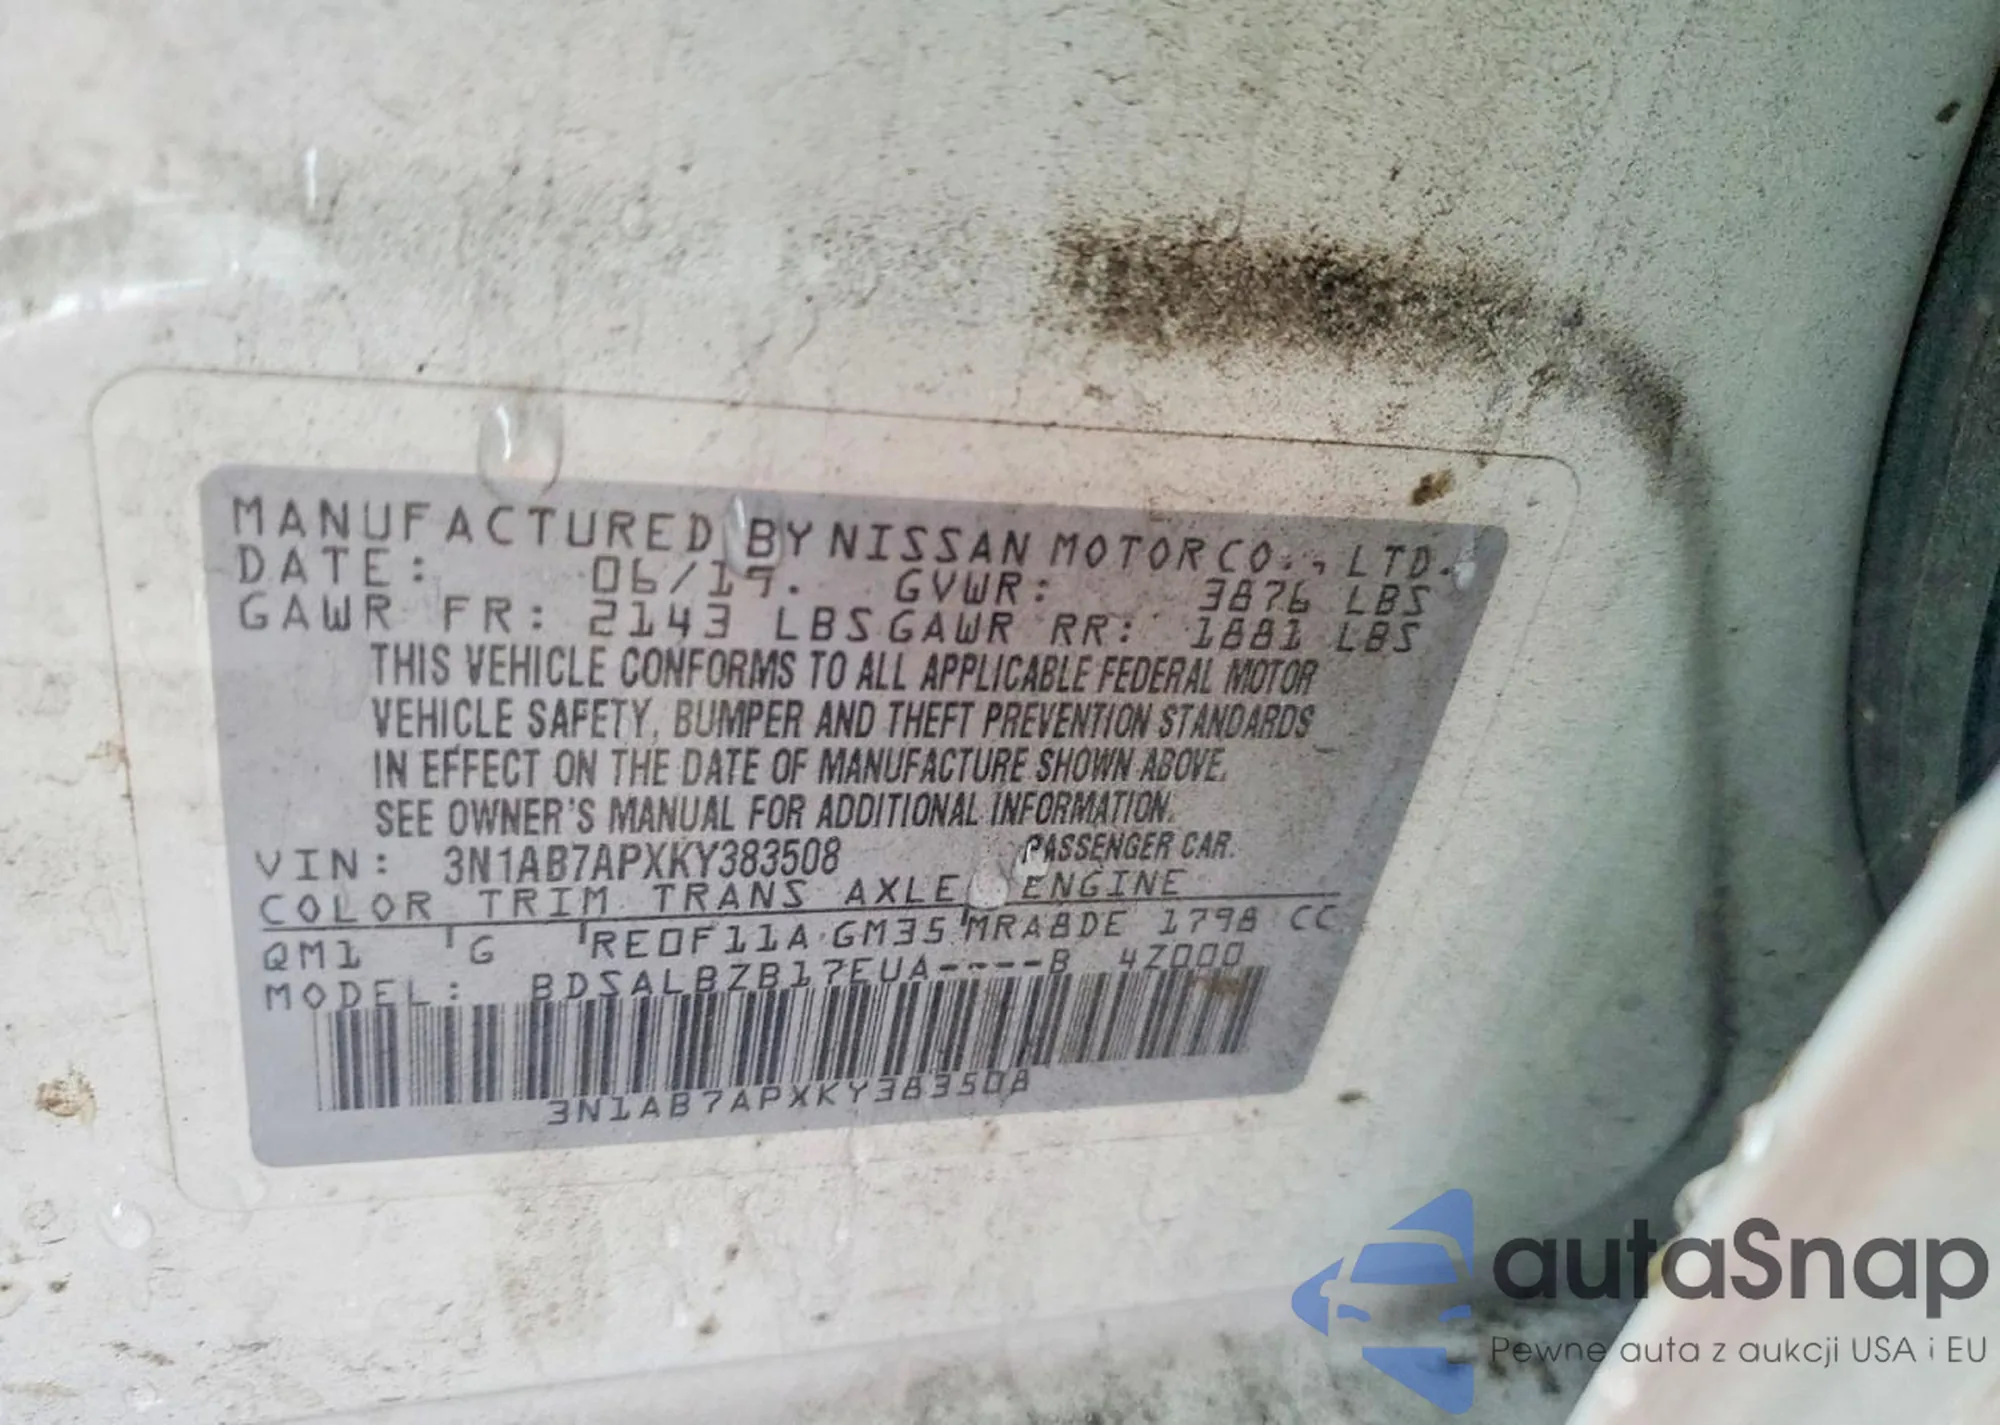 MANUFACTURED BY NISSAN MOTOR CO., LTD.
DATE: 06/19. GVWR: 3876 LBS
GAWR FR: 2143 LBS GAWR RR: 1881 LBS
THIS VEHICLE CONFORMS TO ALL APPLICABLE FEDERAL MOTOR
VEHICLE SAFETY, BUMPER AND THEFT PREVENTION STANDARDS
IN EFFECT ON THE DATE OF MANUFACTURE SHOWN ABOVE.
SEE OWNER'S MANUAL FOR ADDITIONAL INFORMATION.
VIN: 3N1AB7APXKY383508 PASSENGER CAR.
COLOR TRIM TRANS AXLE ENGINE
QM1 G RE0F11A GM35 MRA8DE 1798 CC
MODEL: BDSALBZB17EUA----B 4Z000
3N1AB7APXKY383508
autaSnap
Pewne auta z aukcji USA i EU